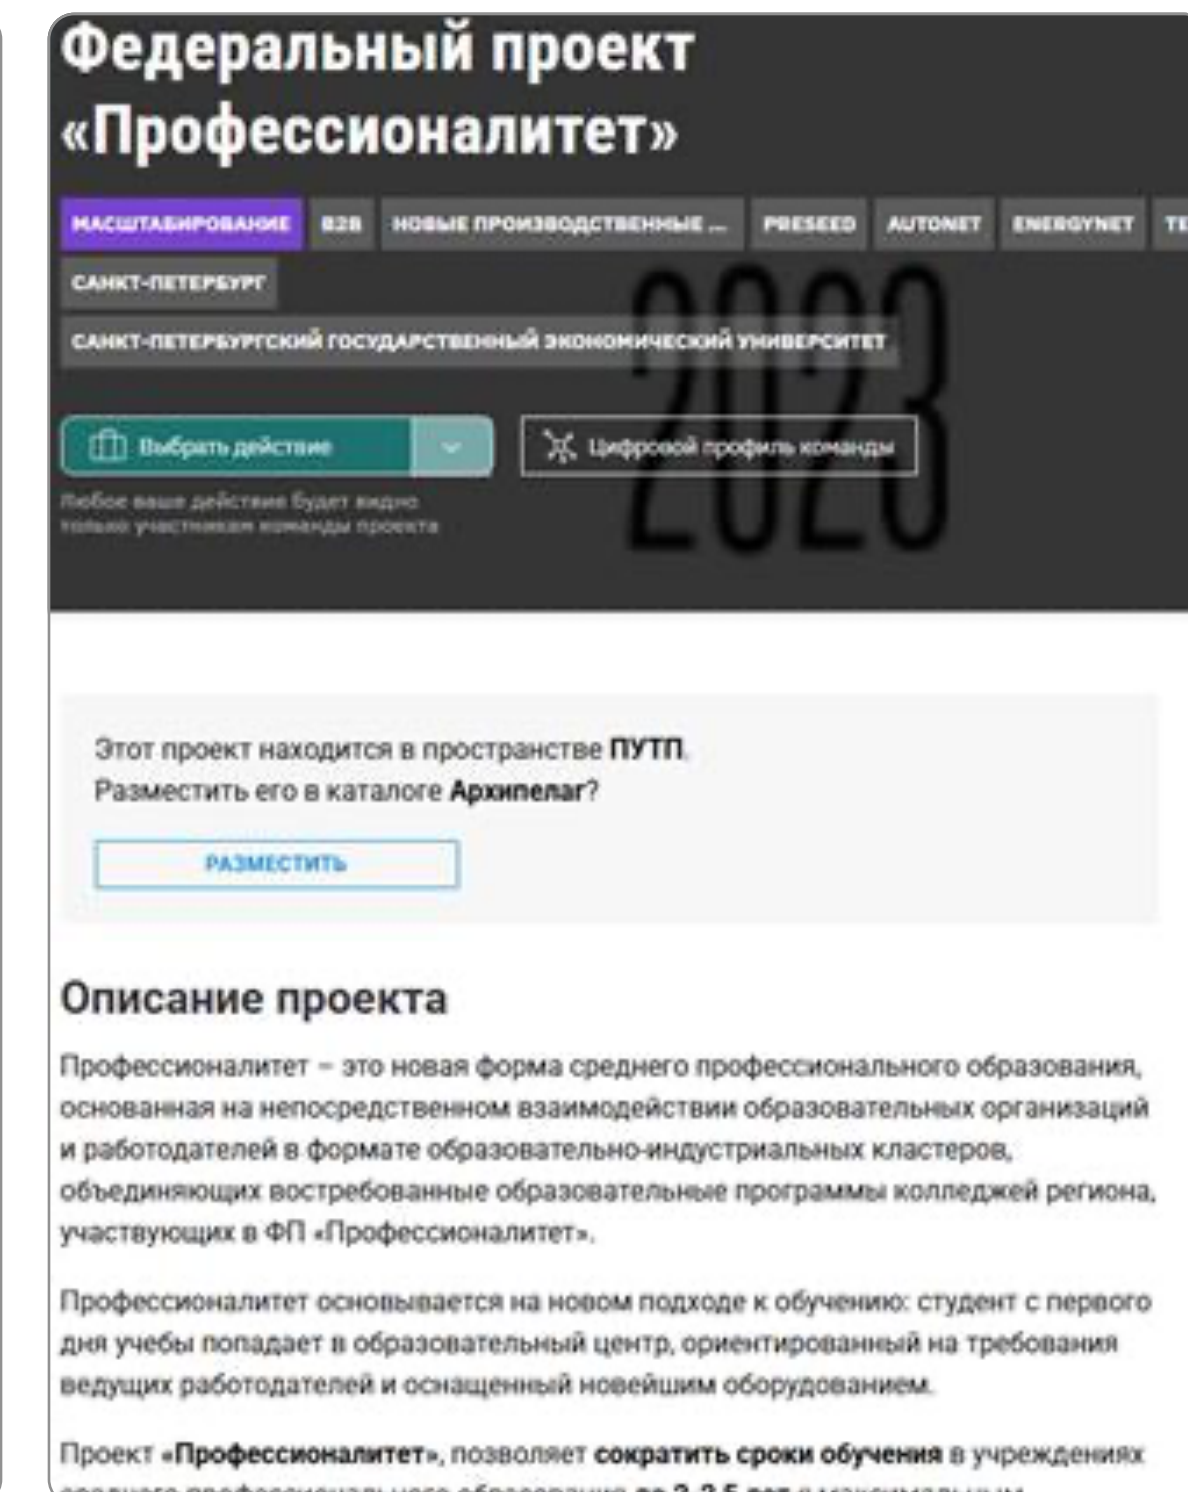 Федеральный проект
«Профессионалитет»
МАСШТАБИРОВАНИЕ B2B НОВЫЕ ПРОИЗВОДСТВЕННЫЕ ... PRESEED AUTONET ENERGYNET
САНКТ-ПЕТЕРБУРГ
САНКТ-ПЕТЕРБУРГСКИЙ ГОСУДАРСТВЕННЫЙ ЭКОНОМИЧЕСКИЙ УНИВЕРСИТЕТ
2023
Выбрать действие Цифровой профиль команды
Любое ваше действие будет видно
только участникам команды проекта
Этот проект находится в пространстве ПУТП.
Разместить его в каталоге Архипелаг?
РАЗМЕСТИТЬ
Описание проекта
Профессионалитет – это новая форма среднего профессионального образования,
основанная на непосредственном взаимодействии образовательных организаций
и работодателей в формате образовательно-индустриальных кластеров,
объединяющих востребованные образовательные программы колледжей региона,
участвующих в ФП «Профессионалитет».
Профессионалитет основывается на новом подходе к обучению: студент с первого
дня учебы попадает в образовательный центр, ориентированный на требования
ведущих работодателей и оснащенный новейшим оборудованием.
Проект «Профессионалитет», позволяет сократить сроки обучения в учреждениях